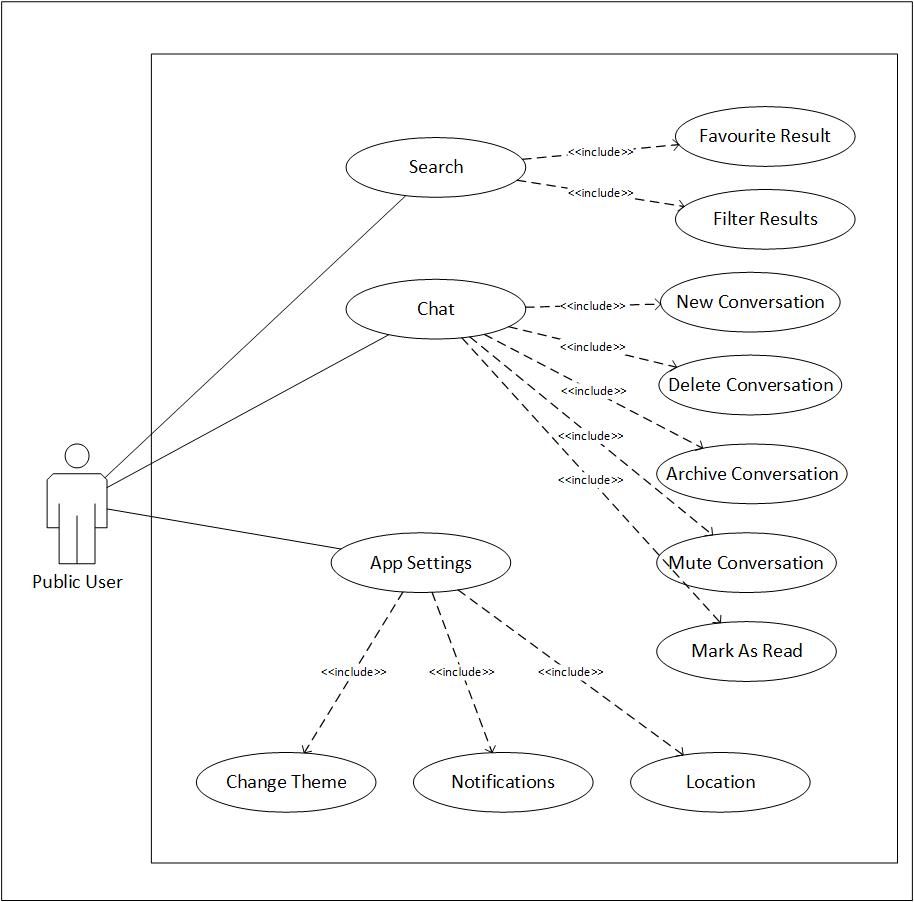 Favourite Result
<<include>>
Search
<<include>>
Filter Results
New Conversation
<<include>>
Chat
<<include>>
Delete Conversation
<<include>>
<<include>>
Archive Conversation
<<include>>
App Settings
Mute Conversation
Public User
Mark As Read
<<include>>
<<include>>
<<include>>
Change Theme
Notifications
Location